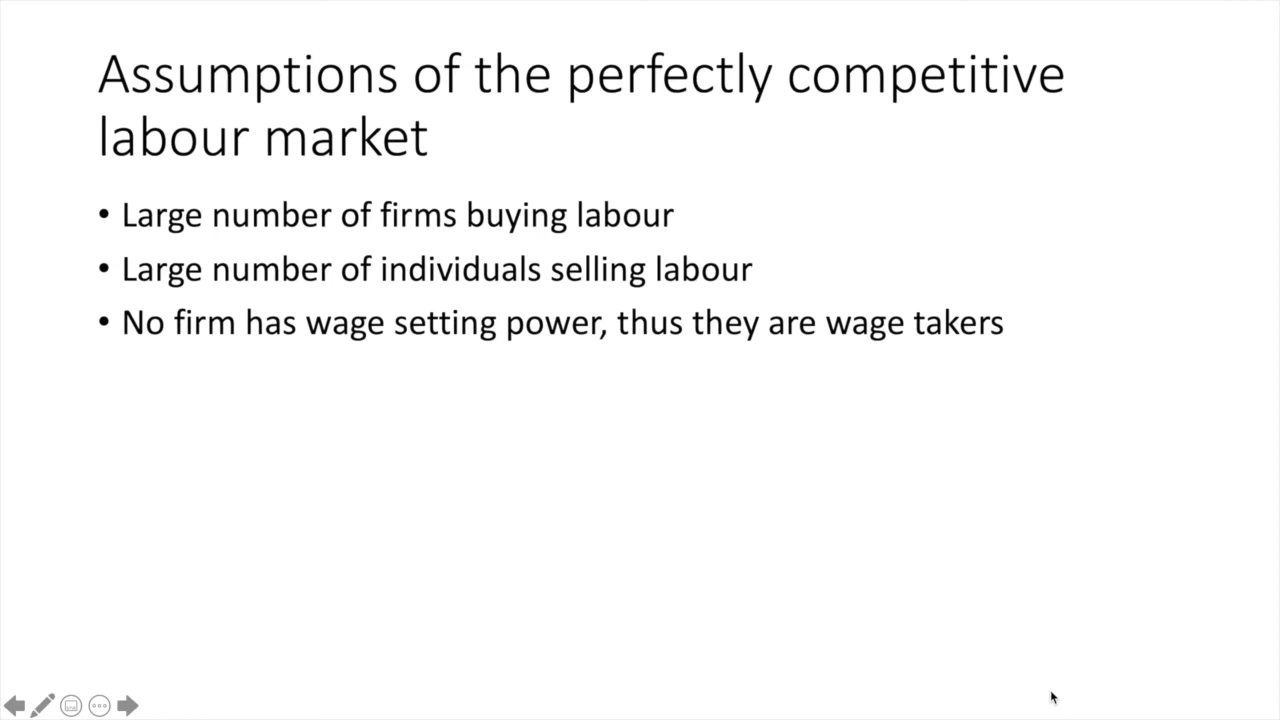 Assumptions of the perfectly competitive
labour market
• Large number of firms buying labour
• Large number of individuals selling labour
• No firm has wage setting power, thus they are wage takers